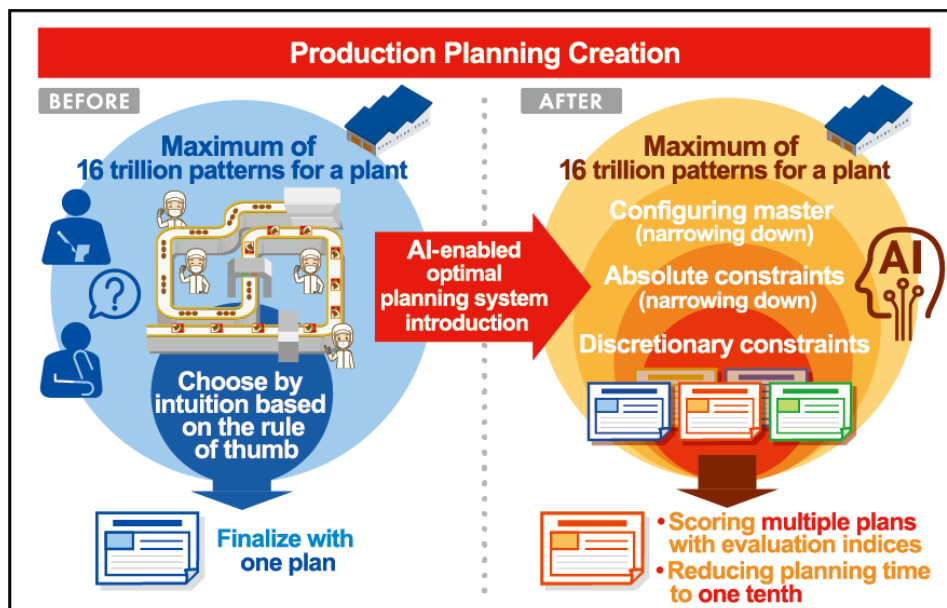 Production Planning Creation
BEFORE
Maximum of
16 trillion patterns for a plant
?
Choose by
intuition based
on the rule
of thumb
Finalize with
one plan
AI-enabled
optimal
planning system
introduction
AFTER
Maximum of
16 trillion patterns for a plant
Configuring master
(narrowing down)
Absolute constraints
(narrowing down)
Discretionary constraints
AI
• Scoring multiple plans
with evaluation indices
• Reducing planning time
to one tenth